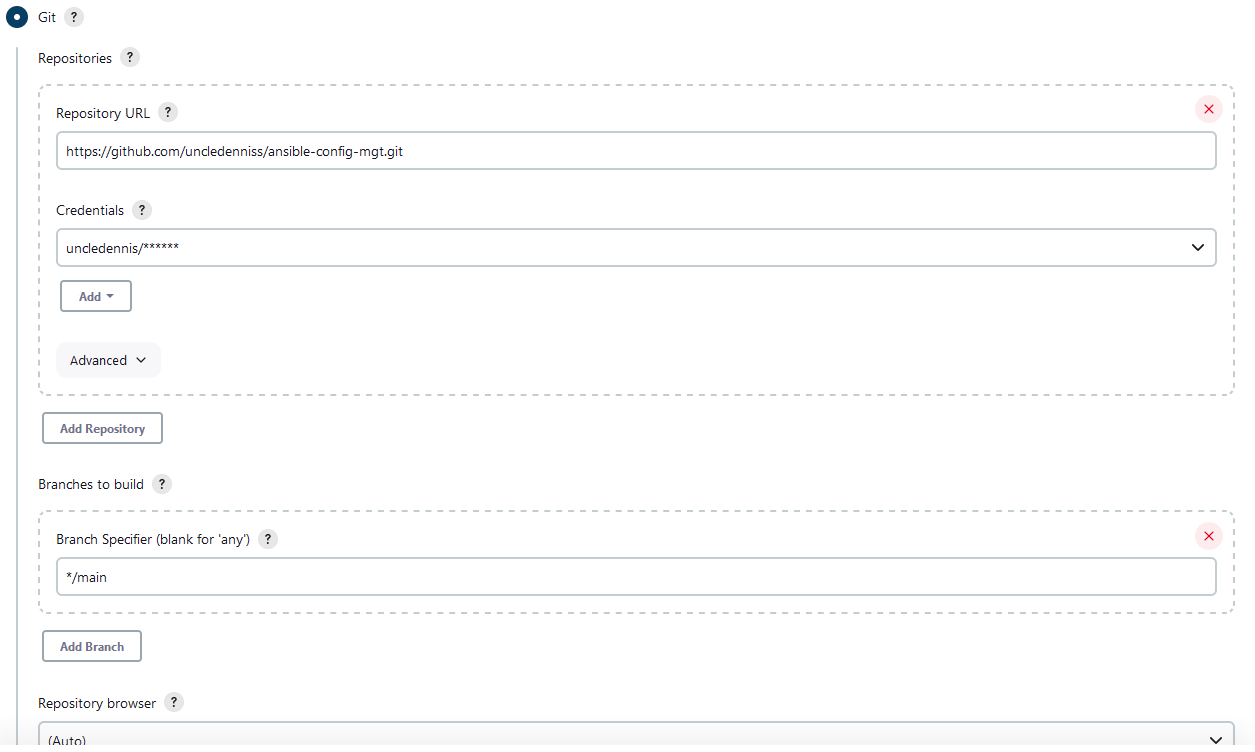 Git ?
Repositories ?
Repository URL ?
https://github.com/uncledenniss/ansible-config-mgt.git
Credentials ?
uncledennis/******
Add
Advanced
Add Repository
Branches to build ?
Branch Specifier (blank for 'any') ?
*/main
Add Branch
Repository browser ?
(Auto)